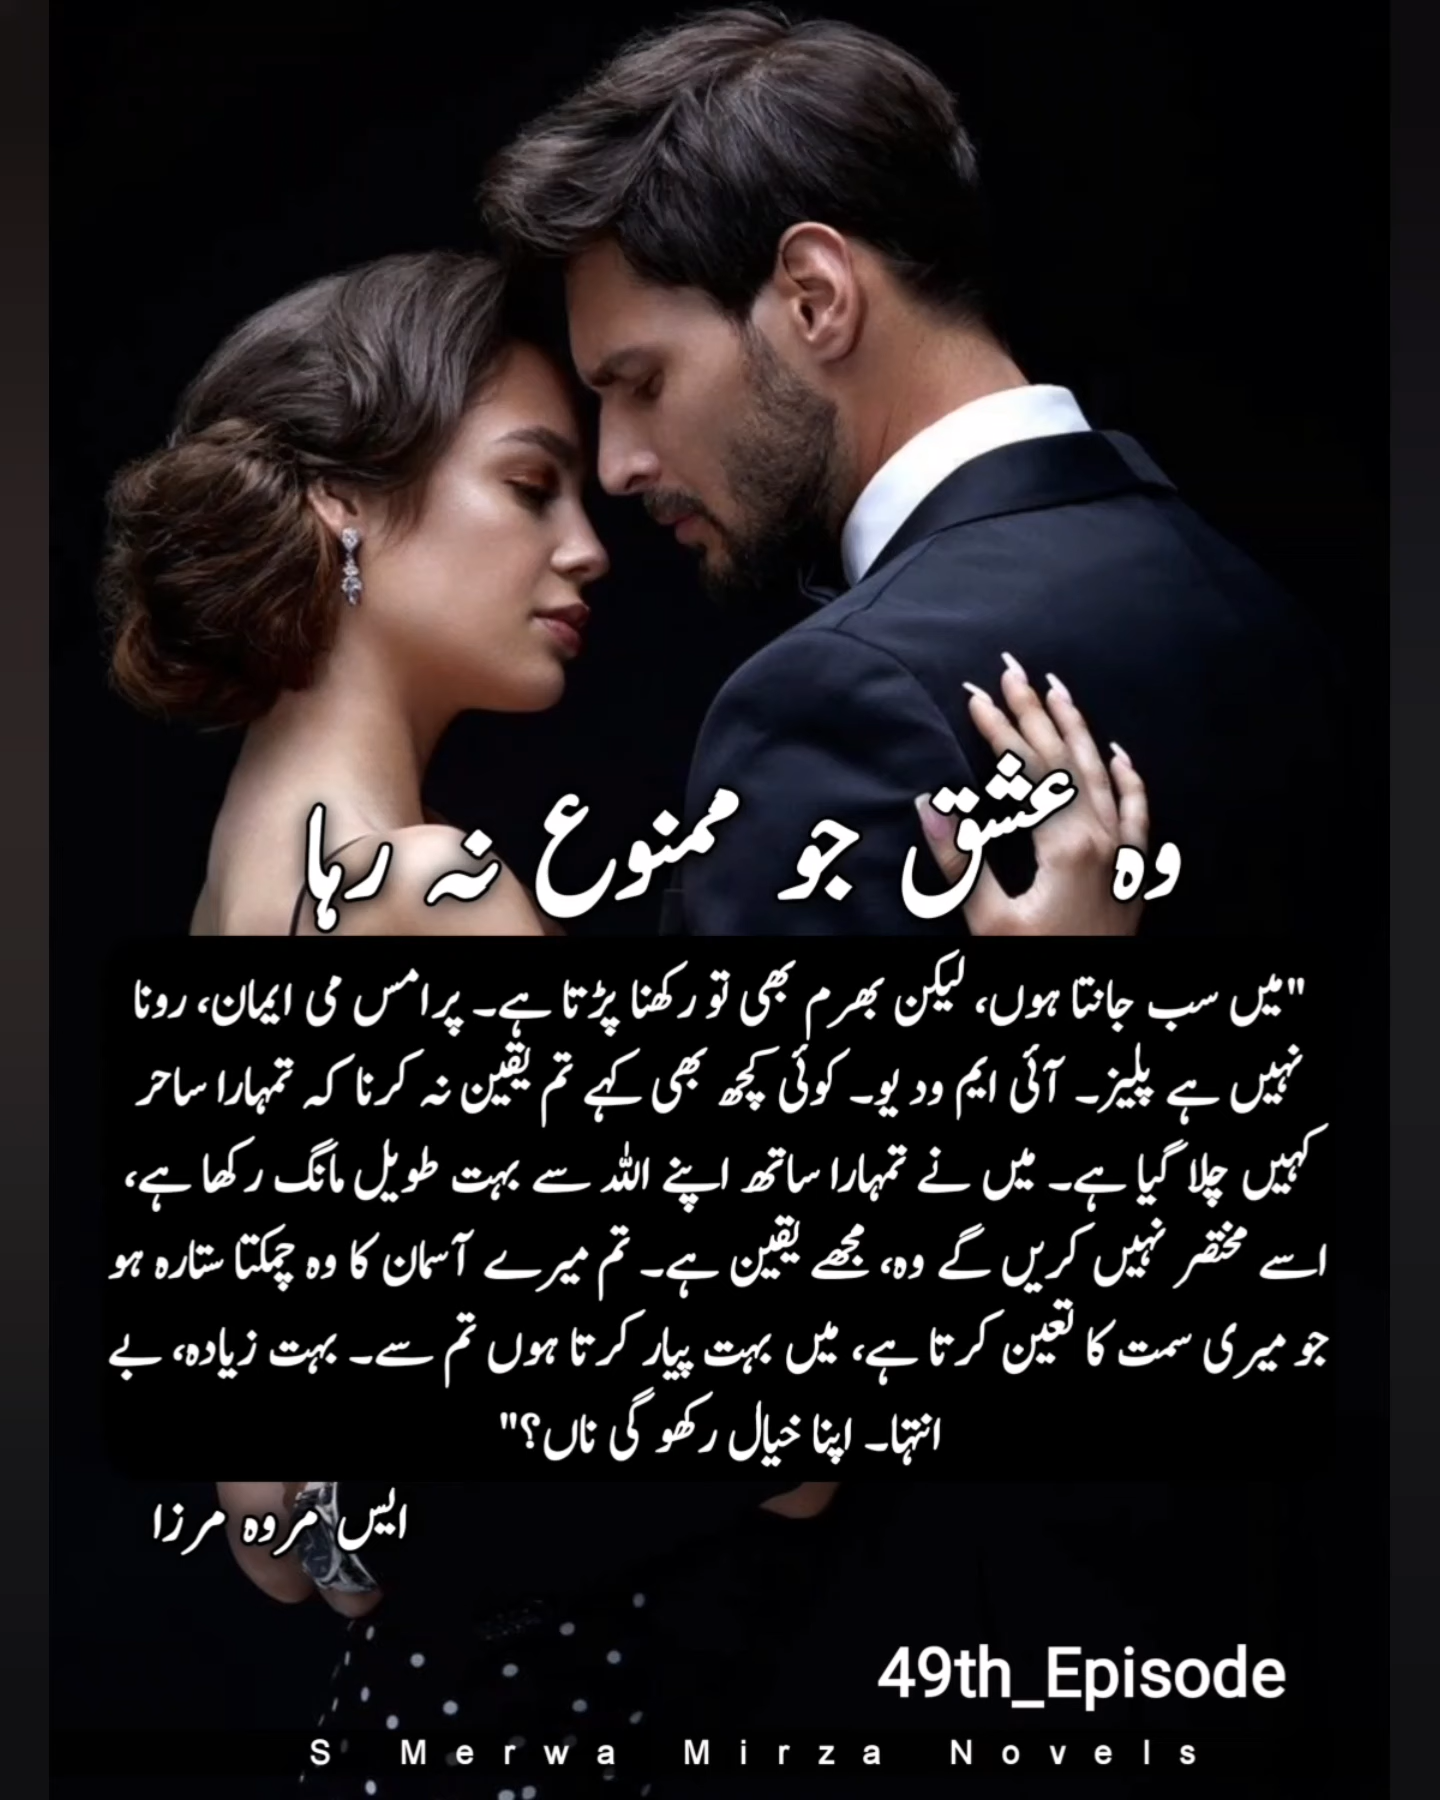 وہ عشق جو ممنوع نہ رہا
"میں سب جانتا ہوں، لیکن بھرم بھی تو رکھنا پڑتا ہے۔ پرامس می ایمان، رونا
نہیں ہے پلیز۔ آئی ایم ود یو۔ کوئی کچھ بھی کہے تم یقین نہ کرنا کہ تمہارا ساحر
کہیں چلا گیا ہے۔ میں نے تمہارا ساتھ اپنے اللہ سے بہت طویل مانگ رکھا ہے،
اسے مختصر نہیں کریں گے وہ، مجھے یقین ہے۔ تم میرے آسمان کا وہ چمکتا ستارہ ہو
جو میری سمت کا تعین کرتا ہے، میں بہت پیار کرتا ہوں تم سے۔ بہت زیادہ، بے
انتہا۔ اپنا خیال رکھو گی ناں؟"
ایس مروہ مرزا
49th_Episode
S Merwa Mirza Novels